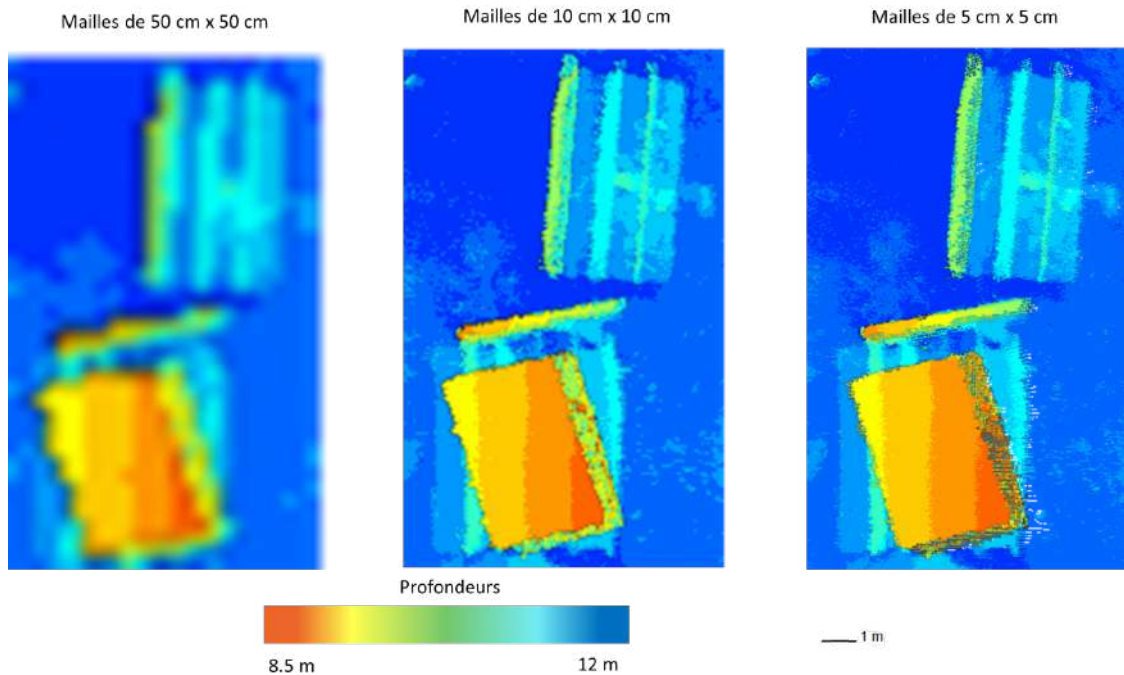 Mailles de 50 cm x 50 cm
Mailles de 10 cm x 10 cm
Mailles de 5 cm x 5 cm
Profondeurs
8.5 m
12 m
1 m